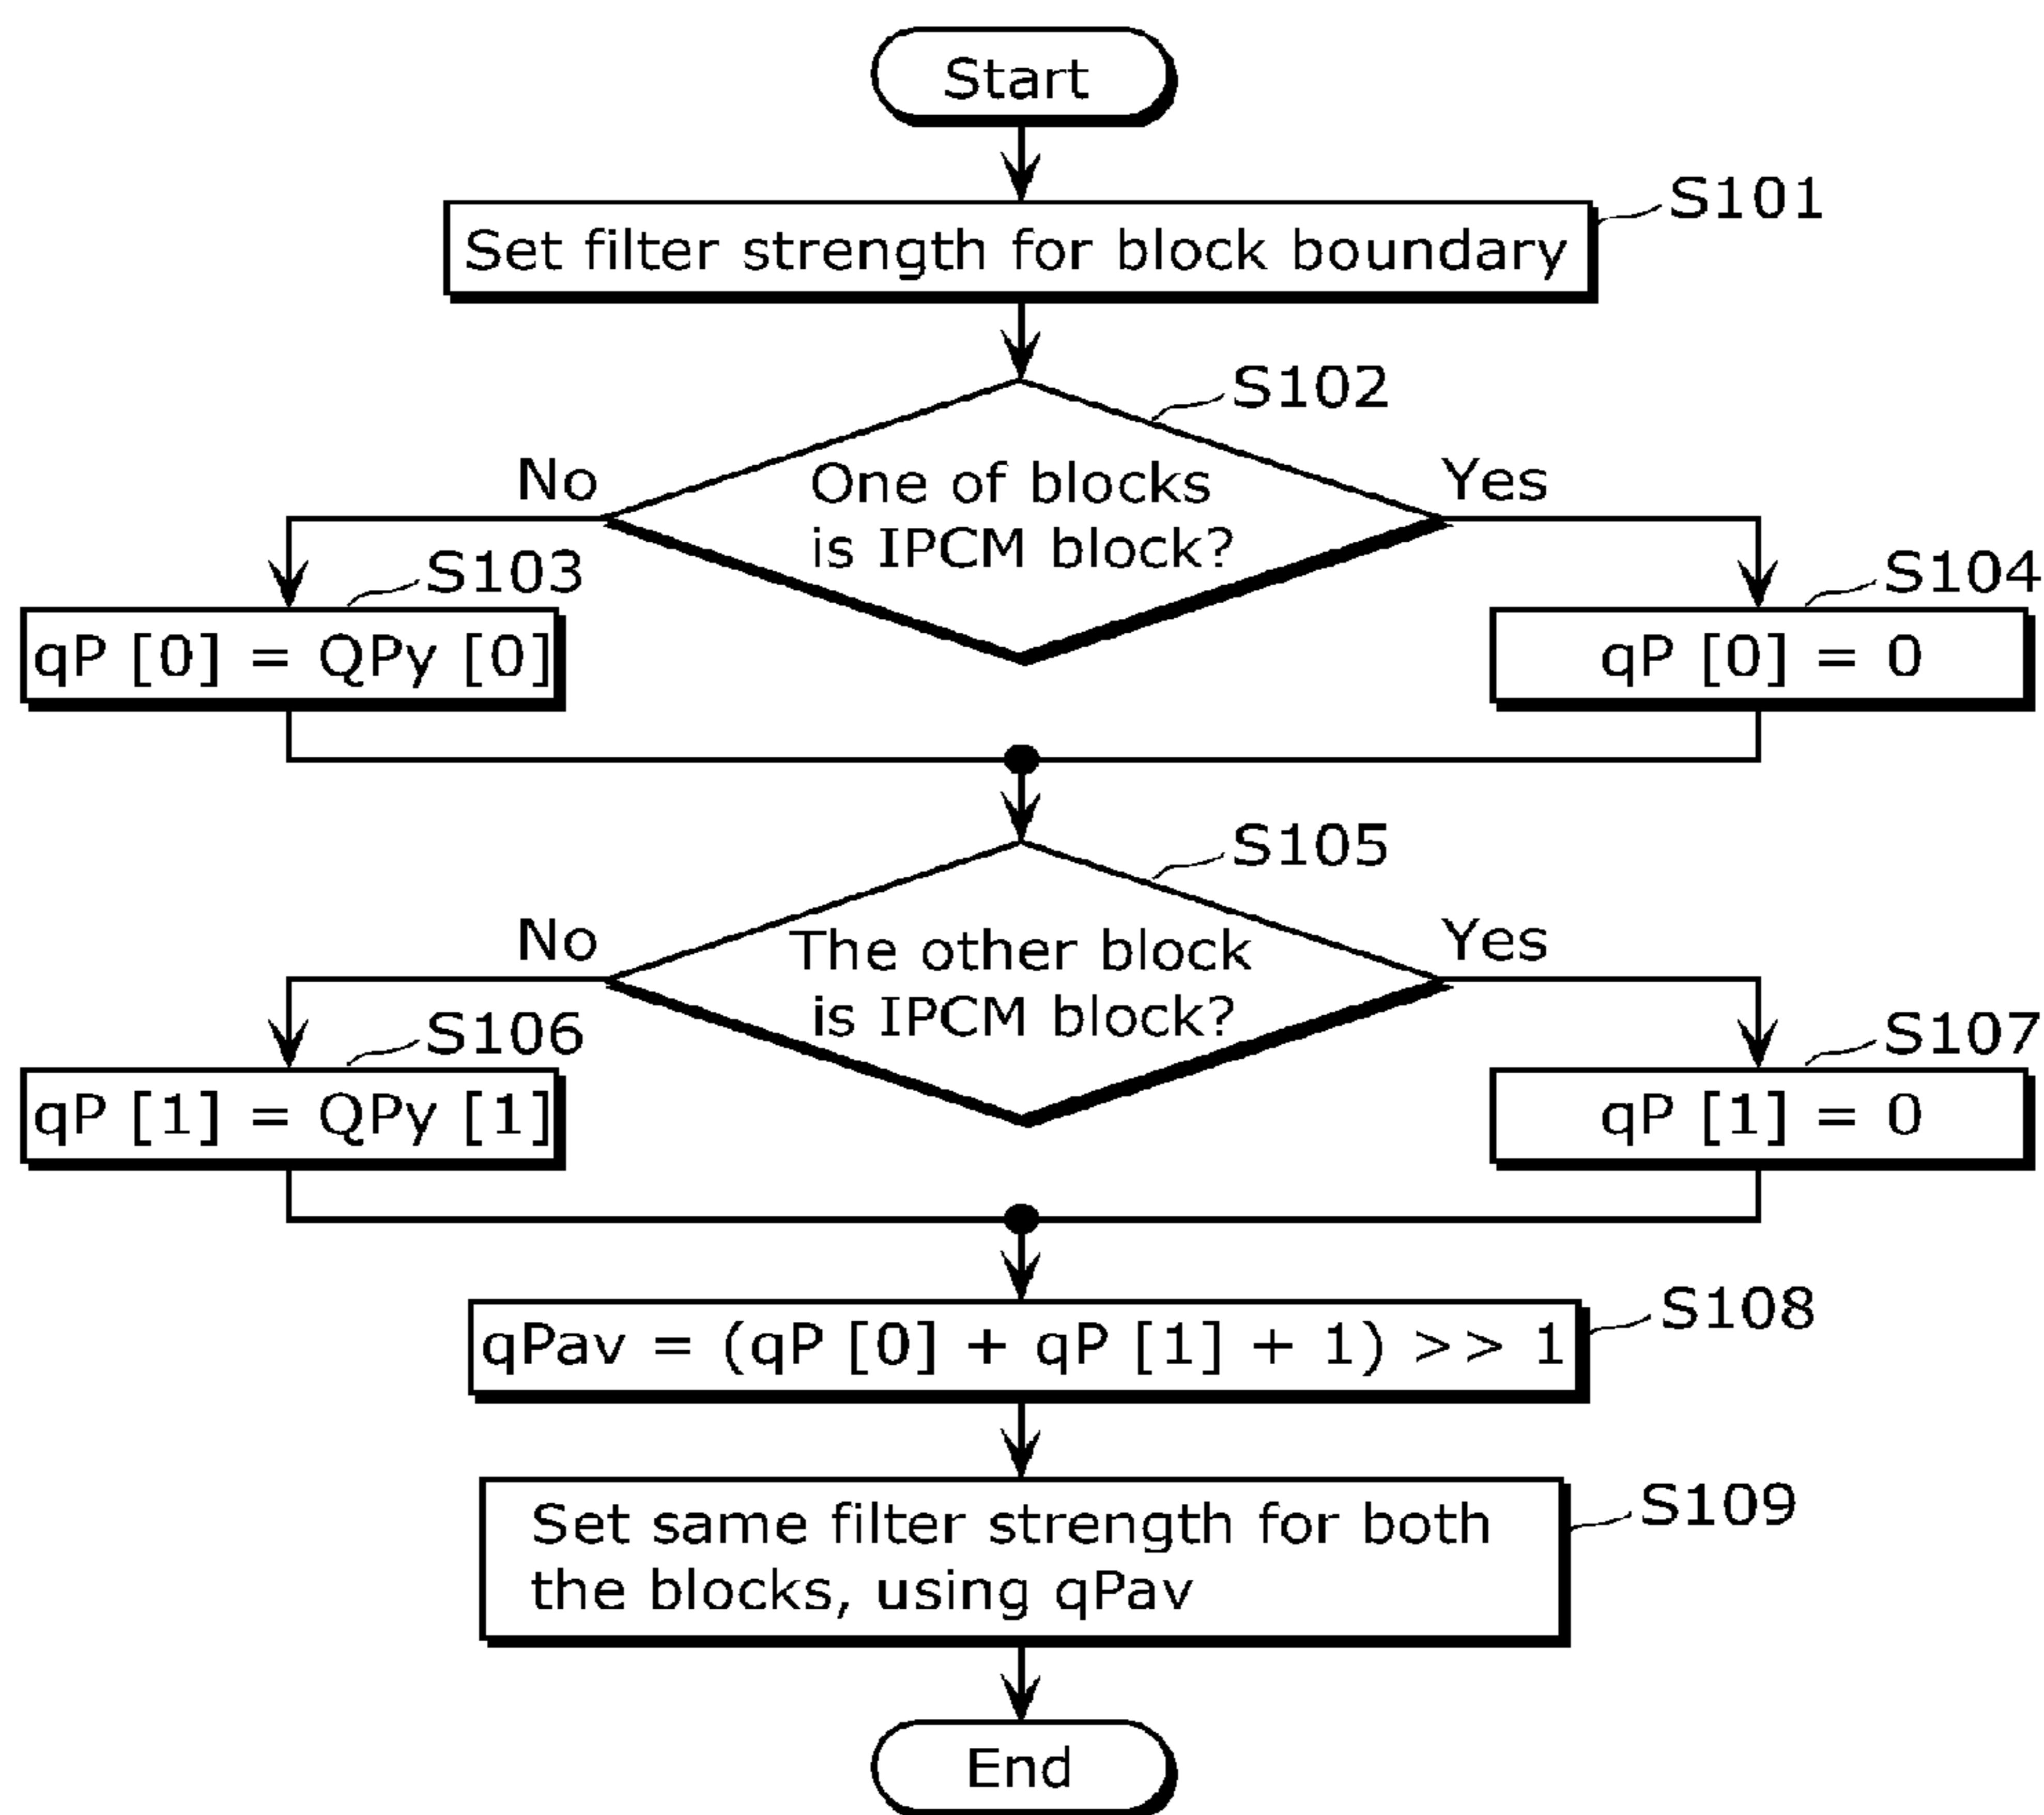 Start
S101
Set filter strength for block boundary
S102
No
One of blocks
is IPCM block?
Yes
S103
S104
qP [0] = QPy [0]
qP [0] = 0
S105
No
The other block
is IPCM block?
Yes
S106
S107
qP [1] = QPy [1]
qP [1] = 0
S108
qPav = (qP [0] + qP [1] + 1) > > 1
S109
Set same filter strength for both
the blocks, using qPav
End